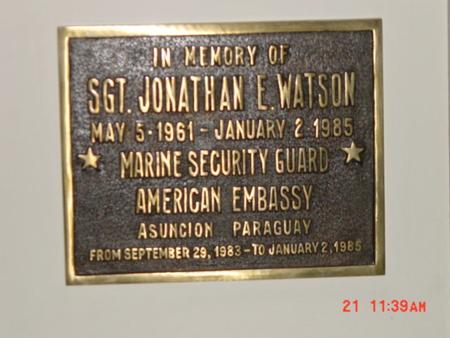 IN MEMORY OF
SGT. JONATHAN E. WATSON
MAY 5-1961 - JANUARY 2 1985
MARINE SECURITY GUARD
AMERICAN EMBASSY
ASUNCION PARAGUAY
FROM SEPTEMBER 29, 1983 - TO JANUARY 2, 1985
21 11:39AM